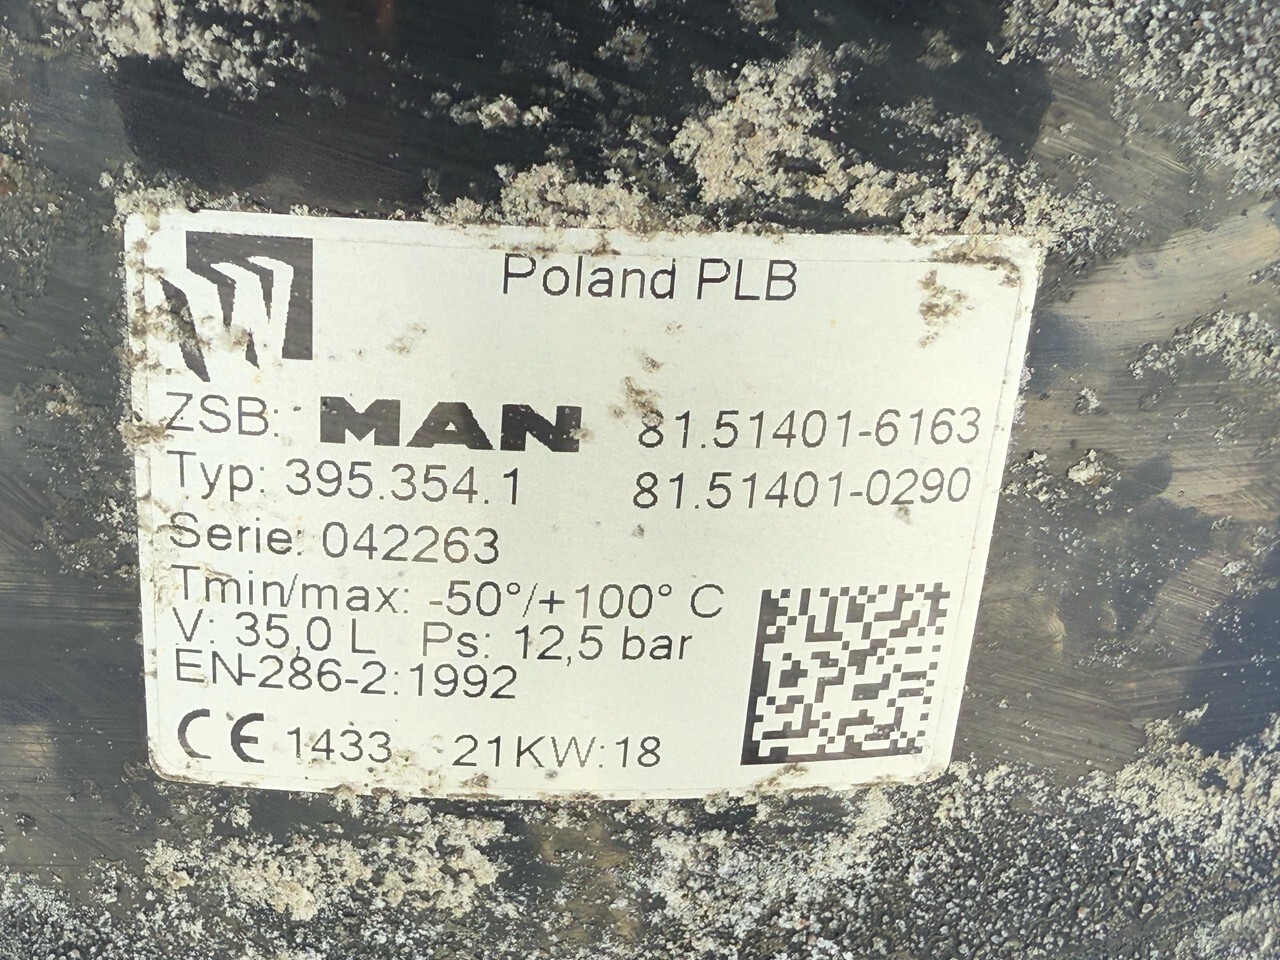 Poland PLB
ZSB: MAN 81.51401-6163
Typ: 395.354.1 81.51401-0290
Serie: 042263
Tmin/max: -50°/+100° C
V: 35,0 L Ps: 12,5 bar
EN-286-2:1992
CE 1433 21KW:18